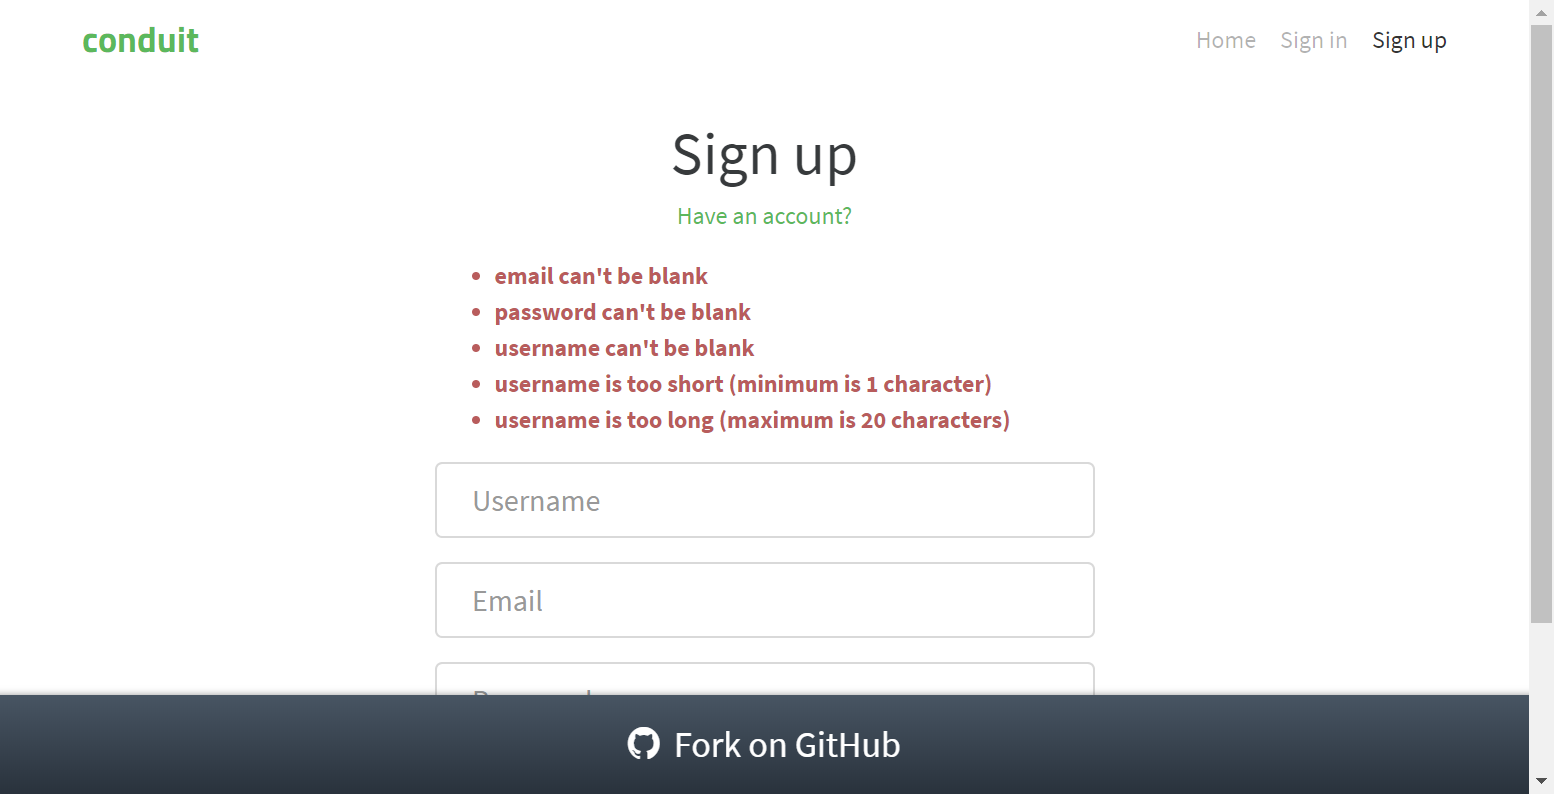 conduit
Home Sign in Sign up
Sign up
Have an account?
email can't be blank
password can't be blank
username can't be blank
username is too short (minimum is 1 character)
username is too long (maximum is 20 characters)
Username
Email
Fork on GitHub